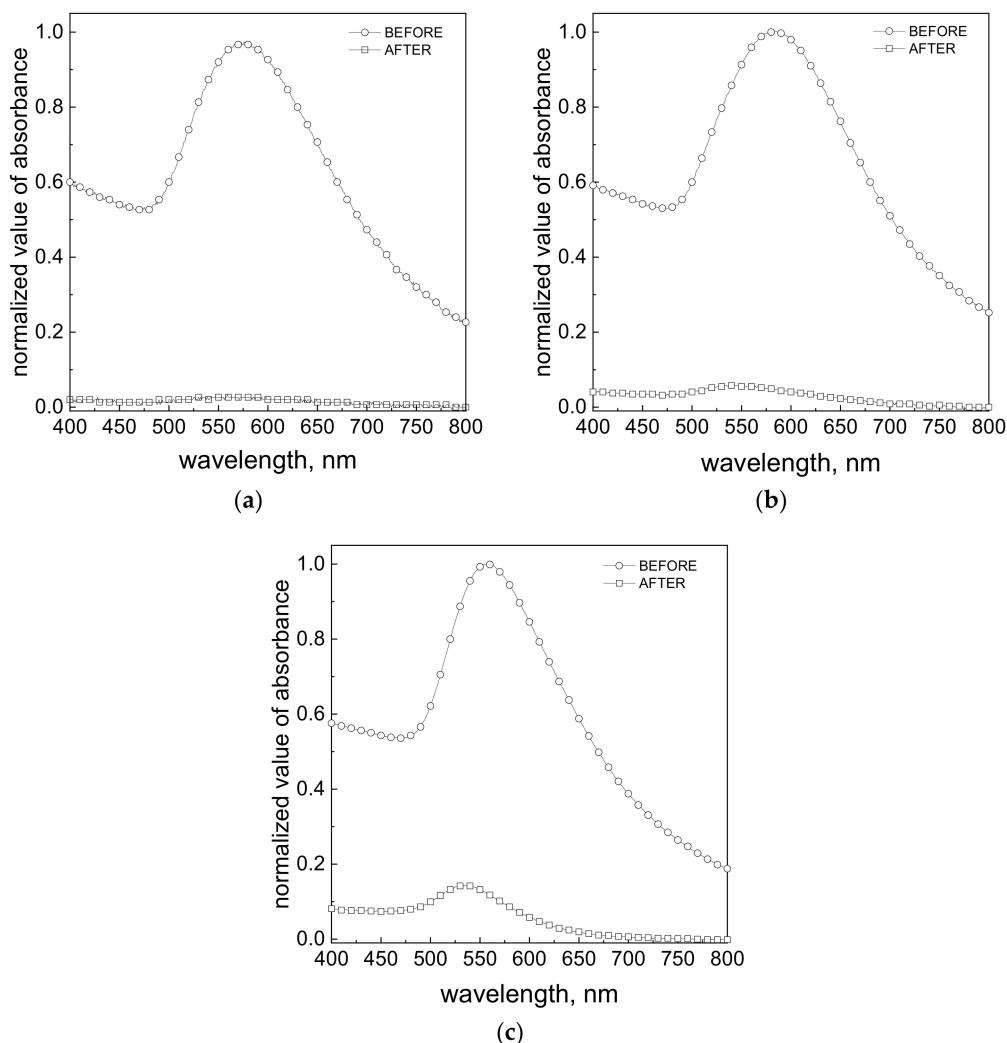 BEFORE
AFTER
normalized value of absorbance
1.0
0.8
0.6
0.4
0.2
0.0
400 450 500 550 600 650 700 750 800
wavelength, nm
(a)
BEFORE
AFTER
normalized value of absorbance
1.0
0.8
0.6
0.4
0.2
0.0
400 450 500 550 600 650 700 750 800
wavelength, nm
(b)
BEFORE
AFTER
normalized value of absorbance
1.0
0.8
0.6
0.4
0.2
0.0
400 450 500 550 600 650 700 750 800
wavelength, nm
(c)